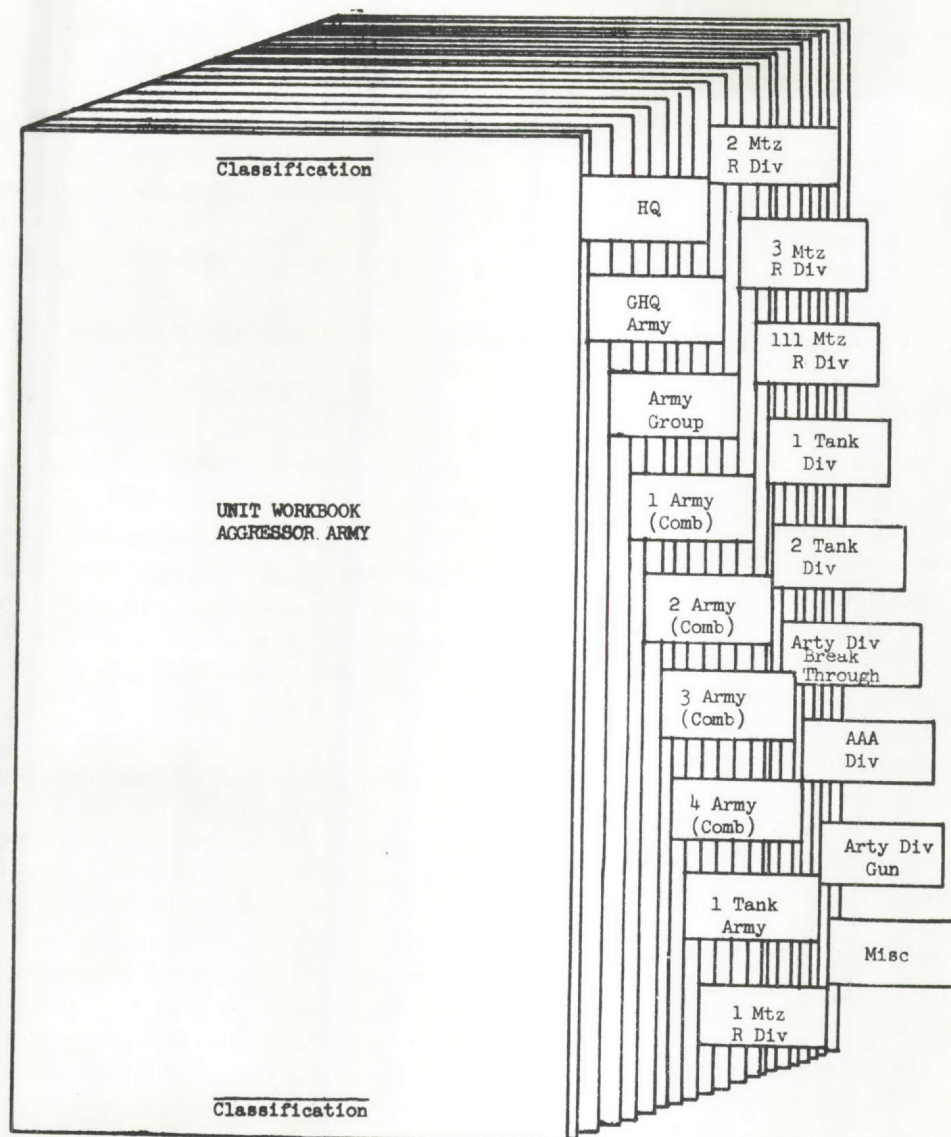 Classification
UNIT WORKBOOK
AGGRESSOR ARMY
Classification
HQ
GHQ
Army
Army
Group
1 Army
(Comb)
2 Army
(Comb)
3 Army
(Comb)
4 Army
(Comb)
1 Tank
Army
1 Mtz
R Div
2 Mtz
R Div
3 Mtz
R Div
111 Mtz
R Div
1 Tank
Div
2 Tank
Div
Arty Div
Break
Through
AAA
Div
Arty Div
Gun
Misc